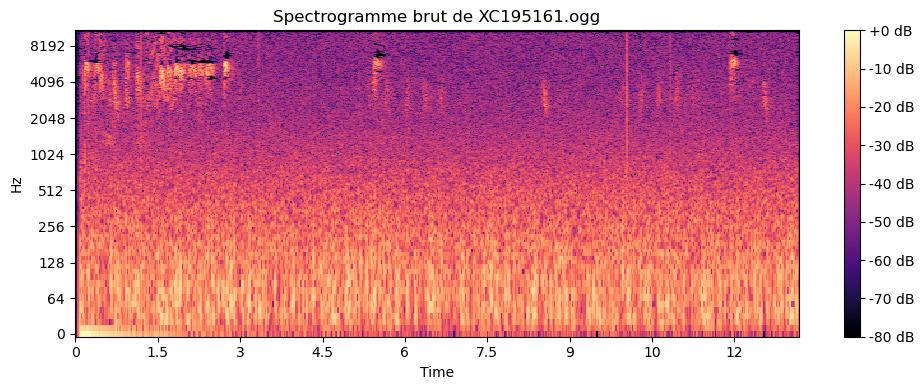 Spectrogramme brut de XC195161.ogg
Hz
8192
4096
2048
1024
512
256
128
64
0
0
1.5
3
4.5
6
7.5
9
10
12
Time
+0 dB
-10 dB
-20 dB
-30 dB
-40 dB
-50 dB
-60 dB
-70 dB
-80 dB